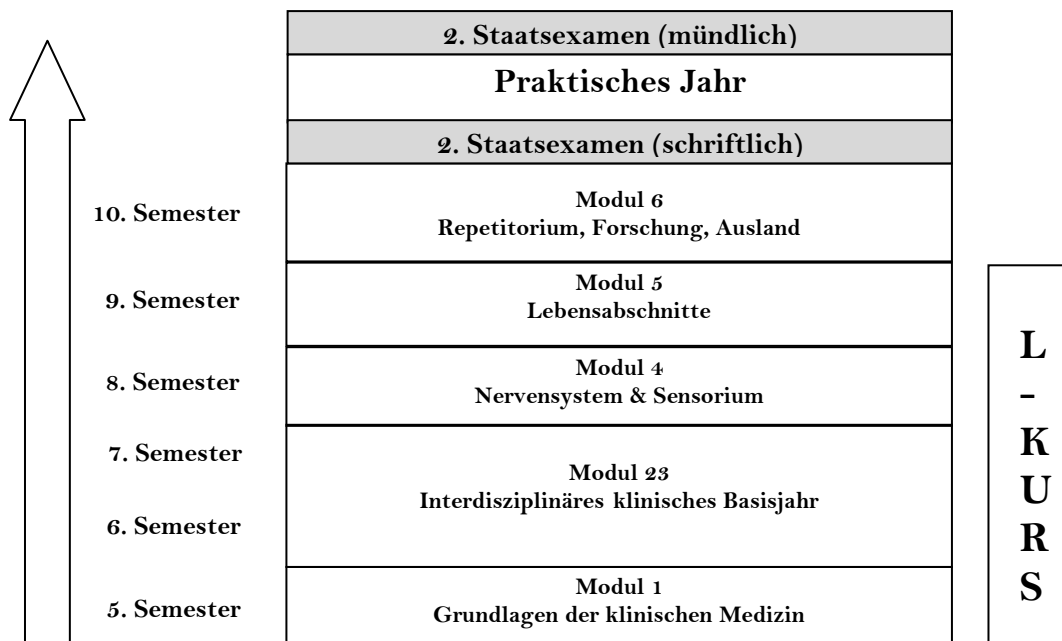 2. Staatsexamen (mündlich)
Praktisches Jahr
2. Staatsexamen (schriftlich)
10. Semester
Modul 6
Repetitorium, Forschung, Ausland
9. Semester
Modul 5
Lebensabschnitte
8. Semester
Modul 4
Nervensystem & Sensorium
7. Semester
6. Semester
Modul 23
Interdisziplinäres klinisches Basisjahr
5. Semester
Modul 1
Grundlagen der klinischen Medizin
L
-
K
U
R
S